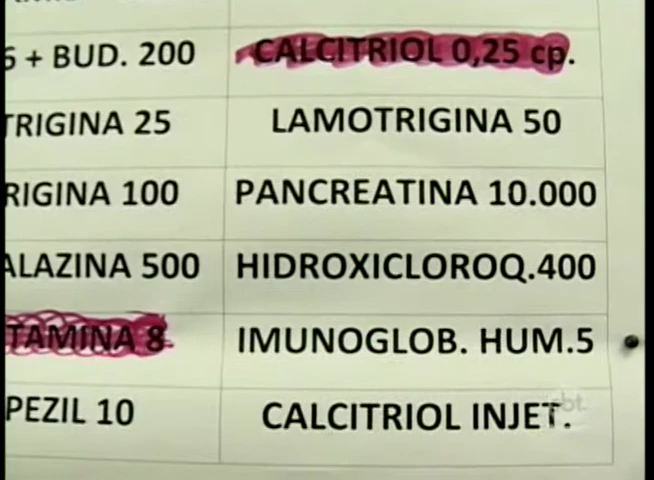 6 + BUD. 200 CALCITRIOL 0,25 cp.
TRIGINA 25 LAMOTRIGINA 50
RIGINA 100 PANCREATINA 10.000
ALAZINA 500 HIDROXICLOROQ.400
TAMINA 8 IMUNOGLOB. HUM.5
PEZIL 10 CALCITRIOL INJET.
sbt